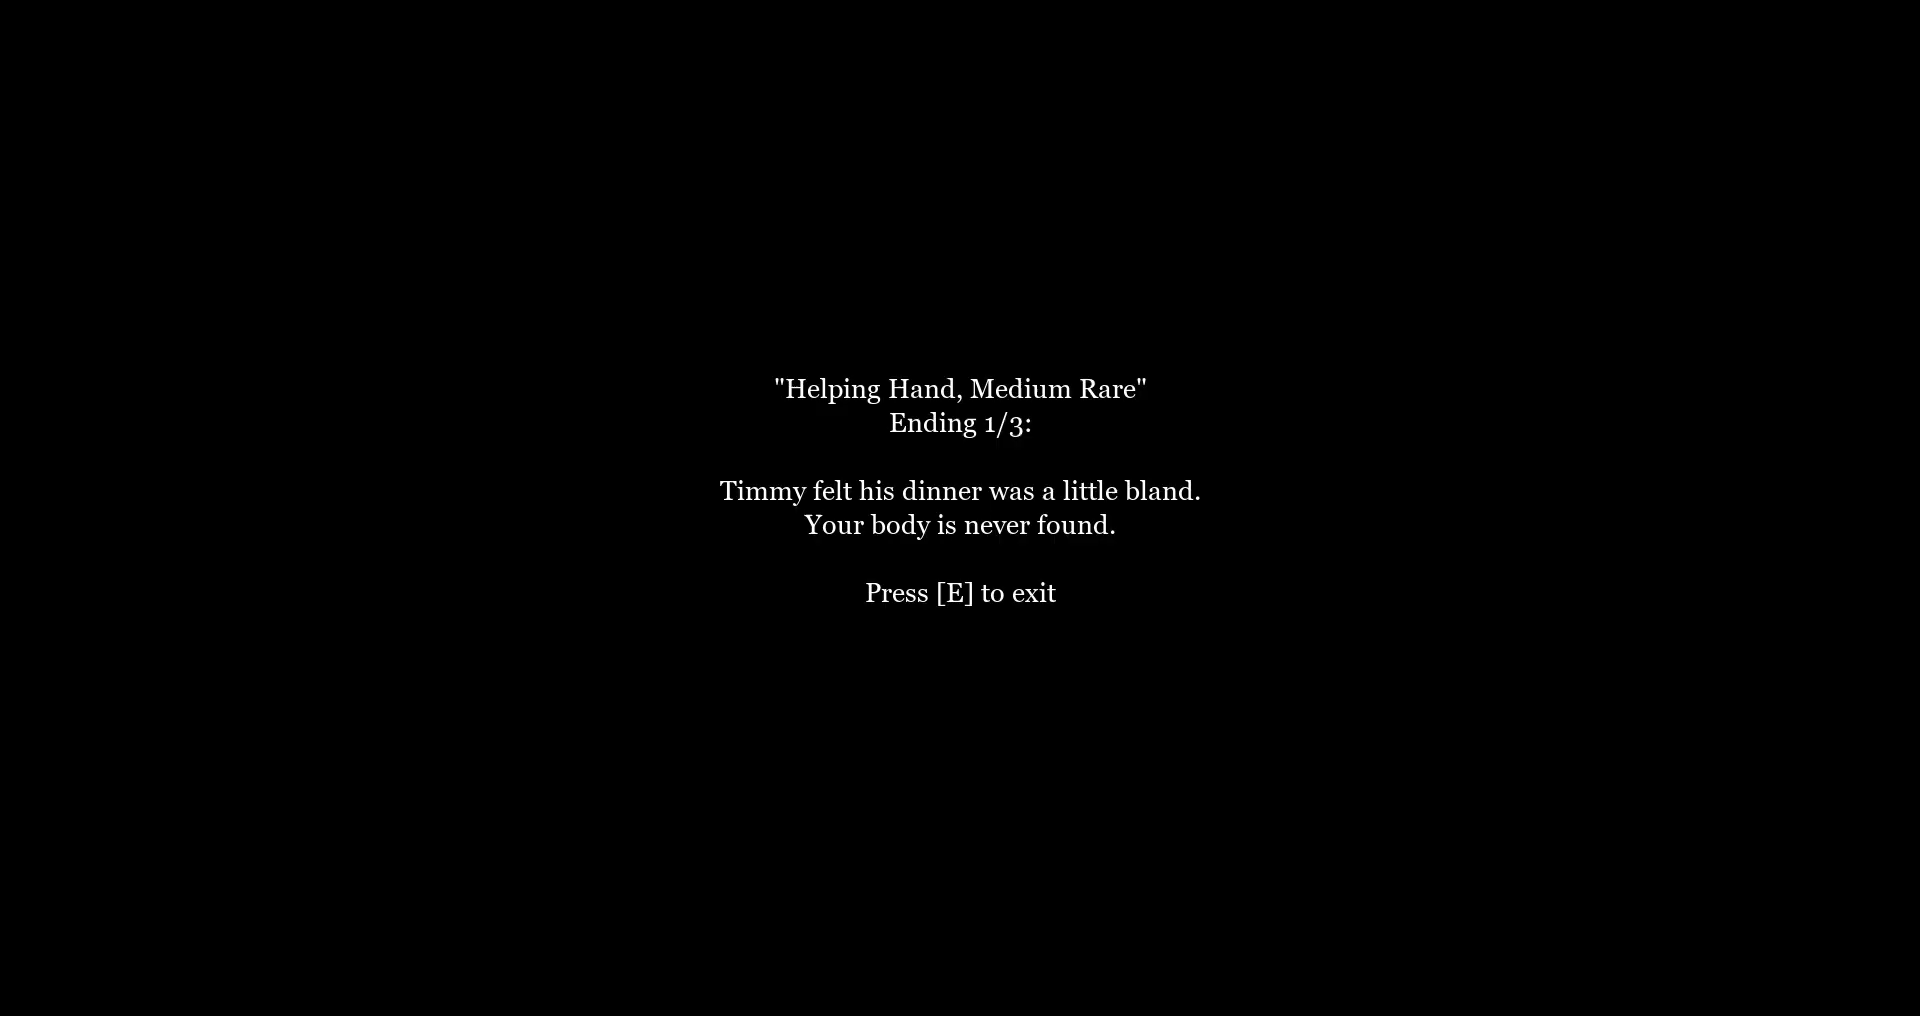 "Helping Hand, Medium Rare"
Ending 1/3:
Timmy felt his dinner was a little bland.
Your body is never found.
Press [E] to exit